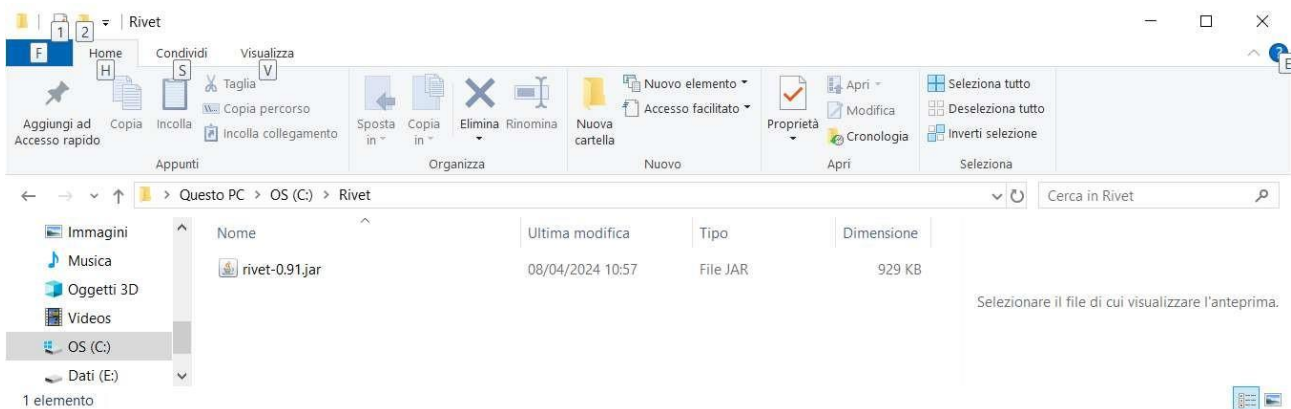 1 2 Rivet
F Home Condividi Visualizza
H S V E
Aggiungi ad Accesso rapido
Copia
Incolla
Taglia
Copia percorso
Incolla collegamento
Appunti
Sposta in
Copia in
Elimina
Rinomina
Organizza
Nuova cartella
Nuovo elemento
Accesso facilitato
Nuovo
Proprietà
Apri
Modifica
Cronologia
Apri
Seleziona tutto
Deseleziona tutto
Inverti selezione
Seleziona
Questo PC > OS (C:) > Rivet
Cerca in Rivet
Immagini
Musica
Oggetti 3D
Videos
OS (C:)
Dati (E:)
Nome Ultima modifica Tipo Dimensione
rivet-0.91.jar 08/04/2024 10:57 File JAR 929 KB
Selezionare il file di cui visualizzare l'anteprima.
1 elemento